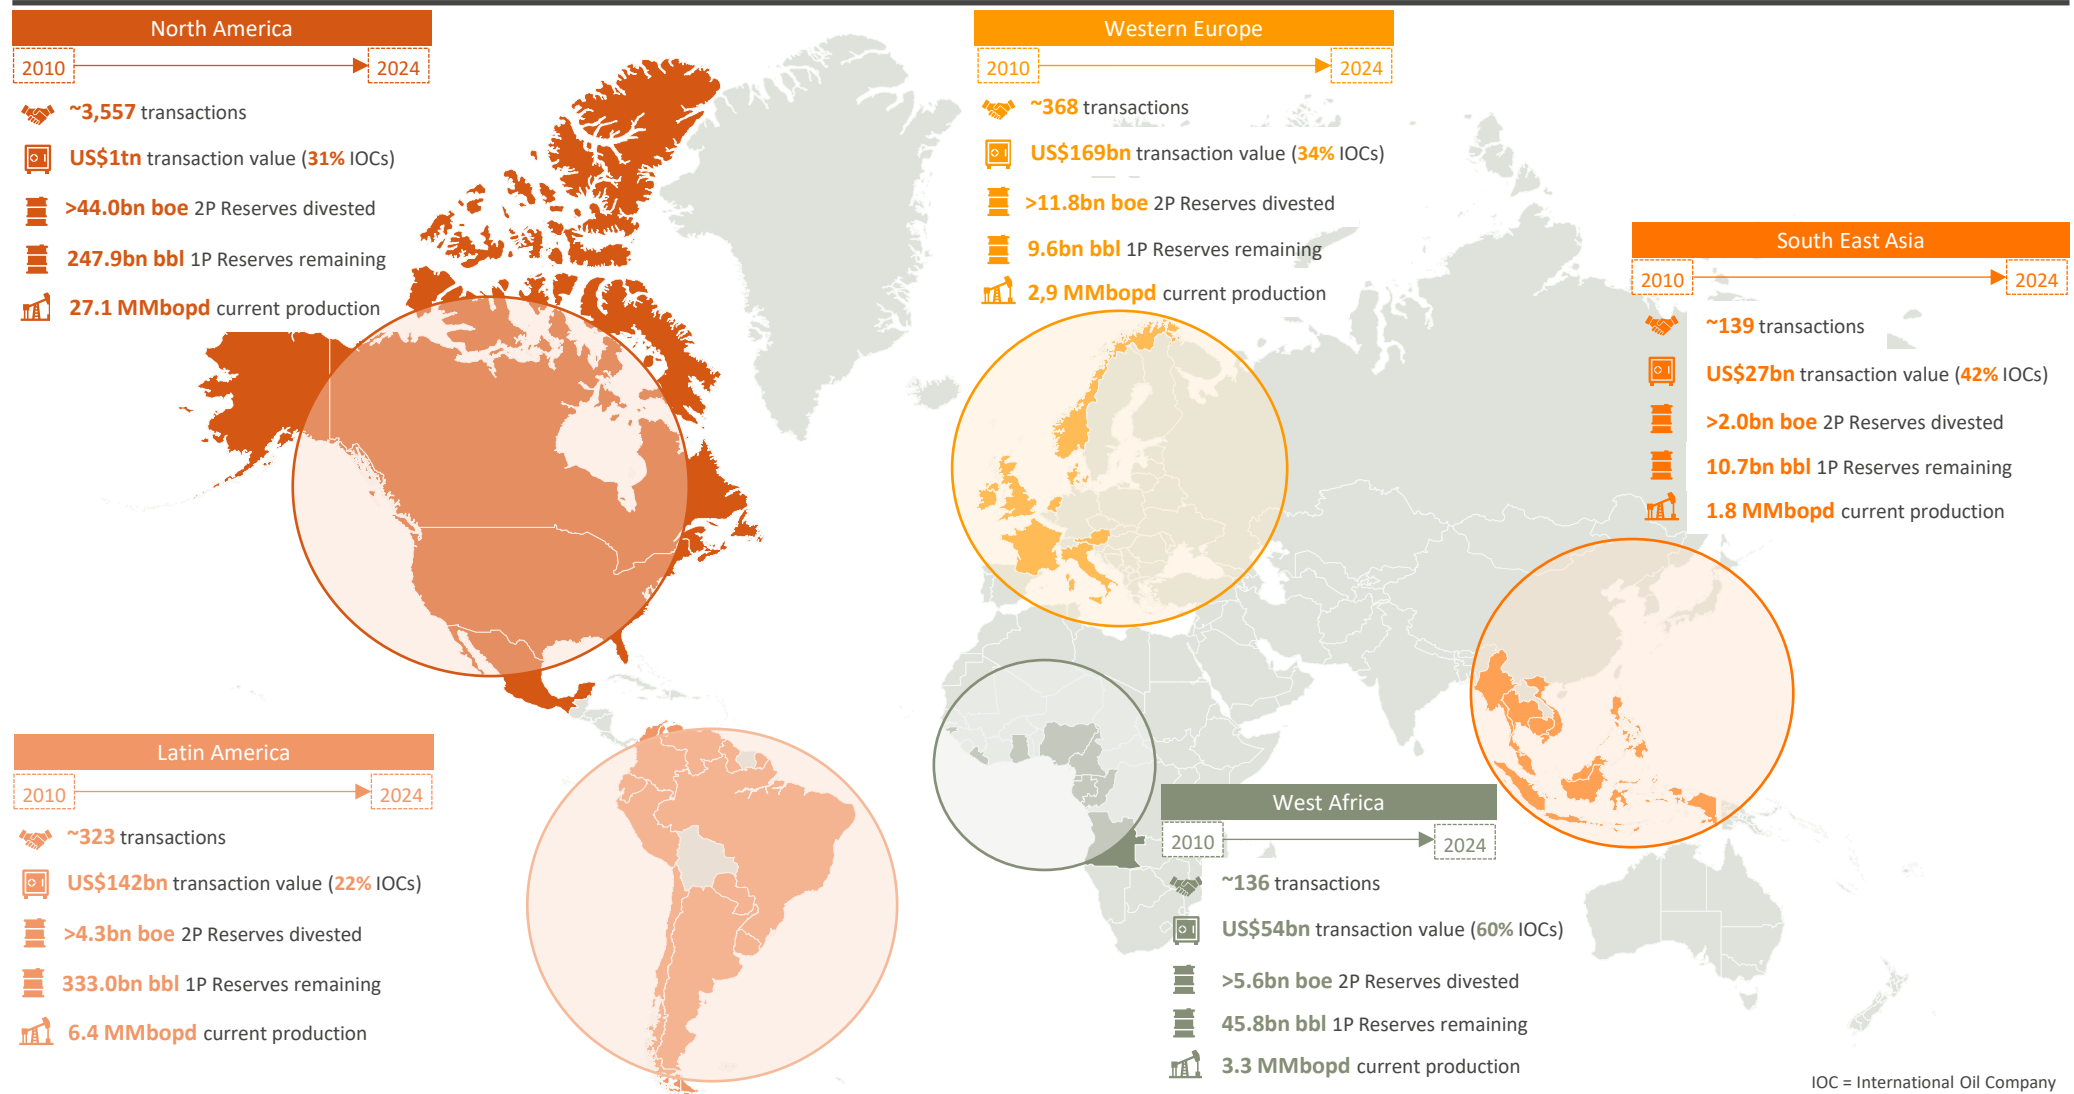 North America
2010 2024
~3,557 transactions
US$1tn transaction value (31% IOCs)
>44.0bn boe 2P Reserves divested
247.9bn bbl 1P Reserves remaining
27.1 MMbopd current production
Western Europe
2010 2024
~368 transactions
US$169bn transaction value (34% IOCs)
>11.8bn boe 2P Reserves divested
9.6bn bbl 1P Reserves remaining
2,9 MMbopd current production
South East Asia
2010 2024
~139 transactions
US$27bn transaction value (42% IOCs)
>2.0bn boe 2P Reserves divested
10.7bn bbl 1P Reserves remaining
1.8 MMbopd current production
Latin America
2010 2024
~323 transactions
US$142bn transaction value (22% IOCs)
>4.3bn boe 2P Reserves divested
333.0bn bbl 1P Reserves remaining
6.4 MMbopd current production
West Africa
2010 2024
~136 transactions
US$54bn transaction value (60% IOCs)
>5.6bn boe 2P Reserves divested
45.8bn bbl 1P Reserves remaining
3.3 MMbopd current production
IOC = International Oil Company